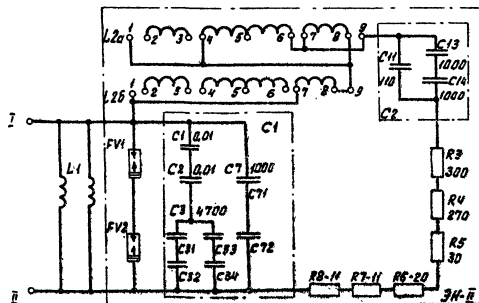 L2а 1 2 3 4 5 6 7 8 9
L2б 1 2 3 4 5 6 7 8 9
C11
110
C13
1000
C14
1000
C2
I
L1
FV1
FV2
C1
C1 0,01
C2 0,01
C3 4700
C31
C32
C33
C34
C7 1000
C71
C72
R3
300
R4
270
R5
30
R8-11 R7-11 R6-20
II
ЭН-II